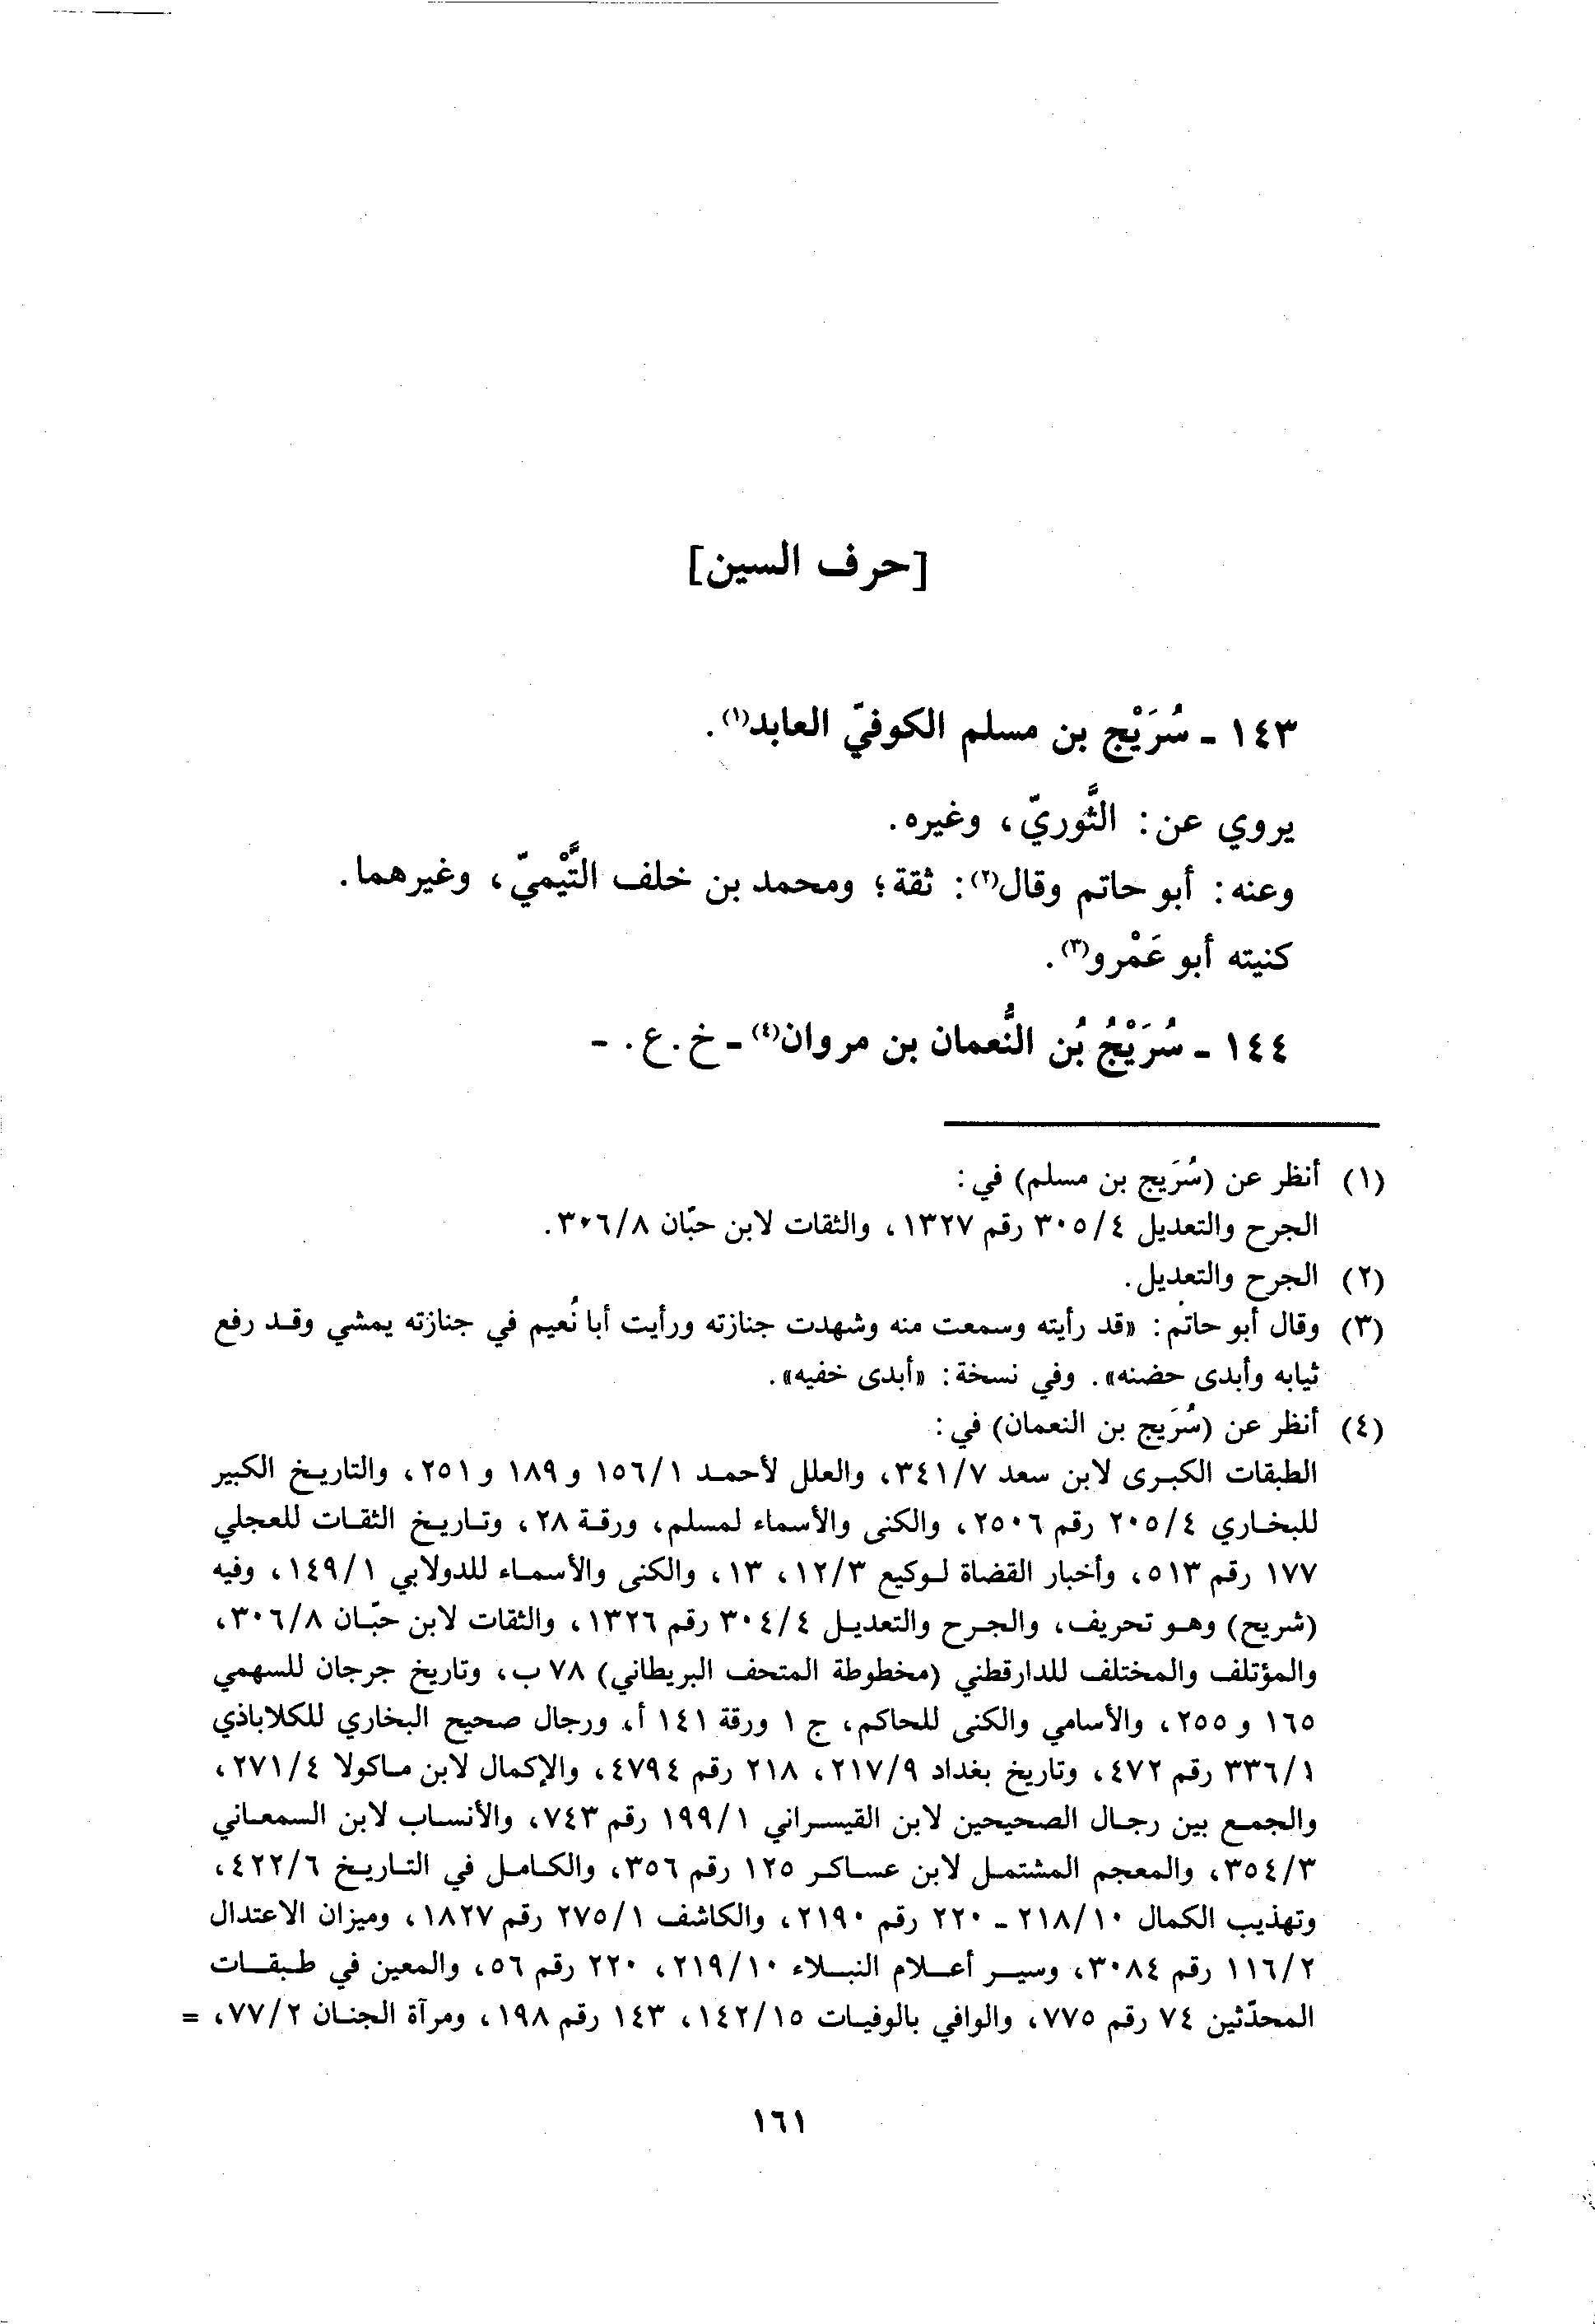 [حرف السين]
١٤٣ - سُرَيْج بن مسلم الكوفيّ العابد(١).
يروي عن: الثَّوريّ، وغيره.
وعنه: أبو حاتم وقال(٢): ثقة؛ ومحمد بن خلف التَّيْميّ، وغيرهما.
كنيته أبو عَمْرو(٣).
١٤٤ - سُرَيْجُ بُن النُّعمان بن مروان(٤) - خ. ع. -
(١) أنظر عن (سُرَيج بن مسلم) في:
الجرح والتعديل ٣٠٥/٤ رقم ١٣٢٧، والثقات لابن حبّان ٣٠٦/٨.
(٢) الجرح والتعديل.
(٣) وقال أبو حاتم: «قد رأيته وسمعت منه وشهدت جنازته ورأيت أبا نُعيم في جنازته يمشي وقد رفع
ثيابه وأبدى حضنه». وفي نسخة: «أبدى خفيه».
(٤) أنظر عن (سُرَيج بن النعمان) في:
الطبقات الكبرى لابن سعد ٣٤١/٧، والعلل لأحمد ١٥٦/١ و ١٨٩ و ٢٥١، والتاريخ الكبير
للبخاري ٢٠٥/٤ رقم ٢٥٠٦، والكنى والأسماء لمسلم، ورقة ٢٨، وتاريخ الثقات للعجلي
١٧٧ رقم ٥١٣، وأخبار القضاة لوكيع ١٢/٣، ١٣، والكنى والأسماء للدولابي ١٤٩/١، وفيه
(شريح) وهو تحريف، والجرح والتعديل ٣٠٤/٤ رقم ١٣٢٦، والثقات لابن حبّان ٣٠٦/٨،
والمؤتلف والمختلف للدارقطني (مخطوطة المتحف البريطاني) ٧٨ ب، وتاريخ جرجان للسهمي
١٦٥ و ٢٥٥، والأسامي والكنى للحاكم، ج ١ ورقة ١٤١ أ، ورجال صحيح البخاري للكلاباذي
٣٣٦/١ رقم ٤٧٢، وتاريخ بغداد ٢١٧/٩، ٢١٨ رقم ٤٧٩٤، والإكمال لابن ماكولا ٢٧١/٤،
والجمع بين رجال الصحيحين لابن القيسراني ١٩٩/١ رقم ٧٤٣، والأنساب لابن السمعاني
٣٥٤/٣، والمعجم المشتمل لابن عساكر ١٢٥ رقم ٣٥٦، والكامل في التاريخ ٤٢٢/٦،
وتهذيب الكمال ٢١٨/١٠ - ٢٢٠ رقم ٢١٩٠، والكاشف ٢٧٥/١ رقم ١٨٢٧، وميزان الاعتدال
١١٦/٢ رقم ٣٠٨٤، وسير أعلام النبلاء ٢١٩/١٠، ٢٢٠ رقم ٥٦، والمعين في طبقات
المحدّثين ٧٤ رقم ٧٧٥، والوافي بالوفيات ١٤٢/١٥، ١٤٣ رقم ١٩٨، ومرآة الجنان ٧٧/٢، =
١٦١